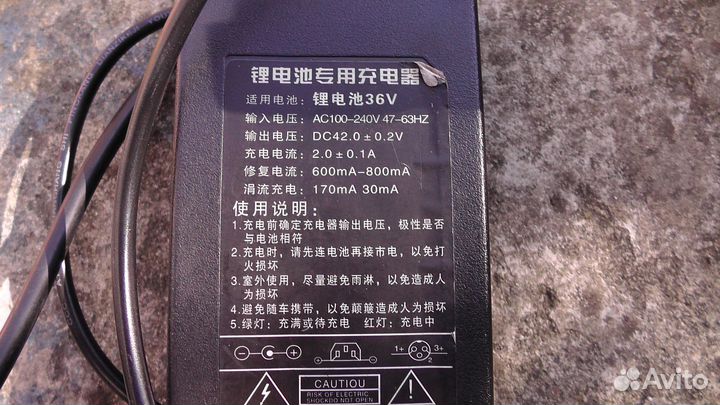 锂电池专用充电器
适用电池：锂电池36V
输入电压：AC100-240V 47-63HZ
输出电压：DC42.0±0.2V
充电电流：2.0±0.1A
修复电流：600mA-800mA
涓流充电：170mA 30mA
使用说明：
1.充电前确定充电器输出电压，极性是否
与电池相符
2.充电时，请先连电池再接市电，以免打
火损坏
3.室外使用，尽量避免雨淋，以免造成人
为损坏
4.避免随车携带，以免颠簸造成人为损坏
5.绿灯：充满或待充电 红灯：充电中
1+ 3+
2
CAUTIOU
RISK OF ELECTRIC
SHOCKDO NOT OPEN
Avito